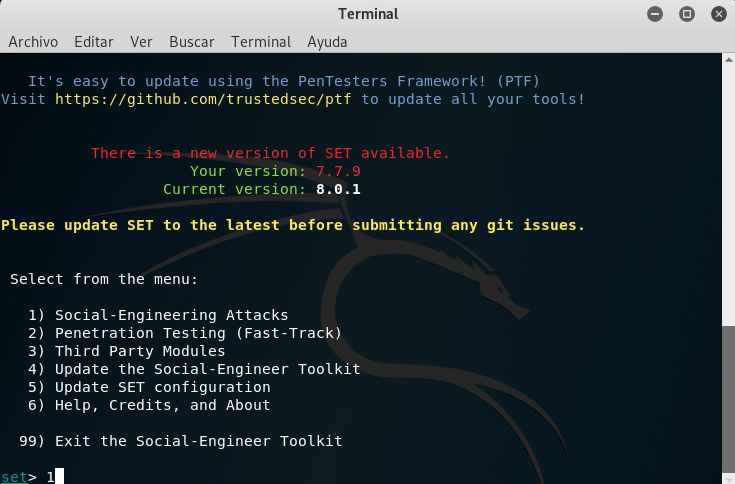 Terminal
Archivo Editar Ver Buscar Terminal Ayuda
It's easy to update using the PenTesters Framework! (PTF)
Visit https://github.com/trustedsec/ptf to update all your tools!
There is a new version of SET available.
Your version: 7.7.9
Current version: 8.0.1
Please update SET to the latest before submitting any git issues.
Select from the menu:
1) Social-Engineering Attacks
2) Penetration Testing (Fast-Track)
3) Third Party Modules
4) Update the Social-Engineer Toolkit
5) Update SET configuration
6) Help, Credits, and About
99) Exit the Social-Engineer Toolkit
set> 1